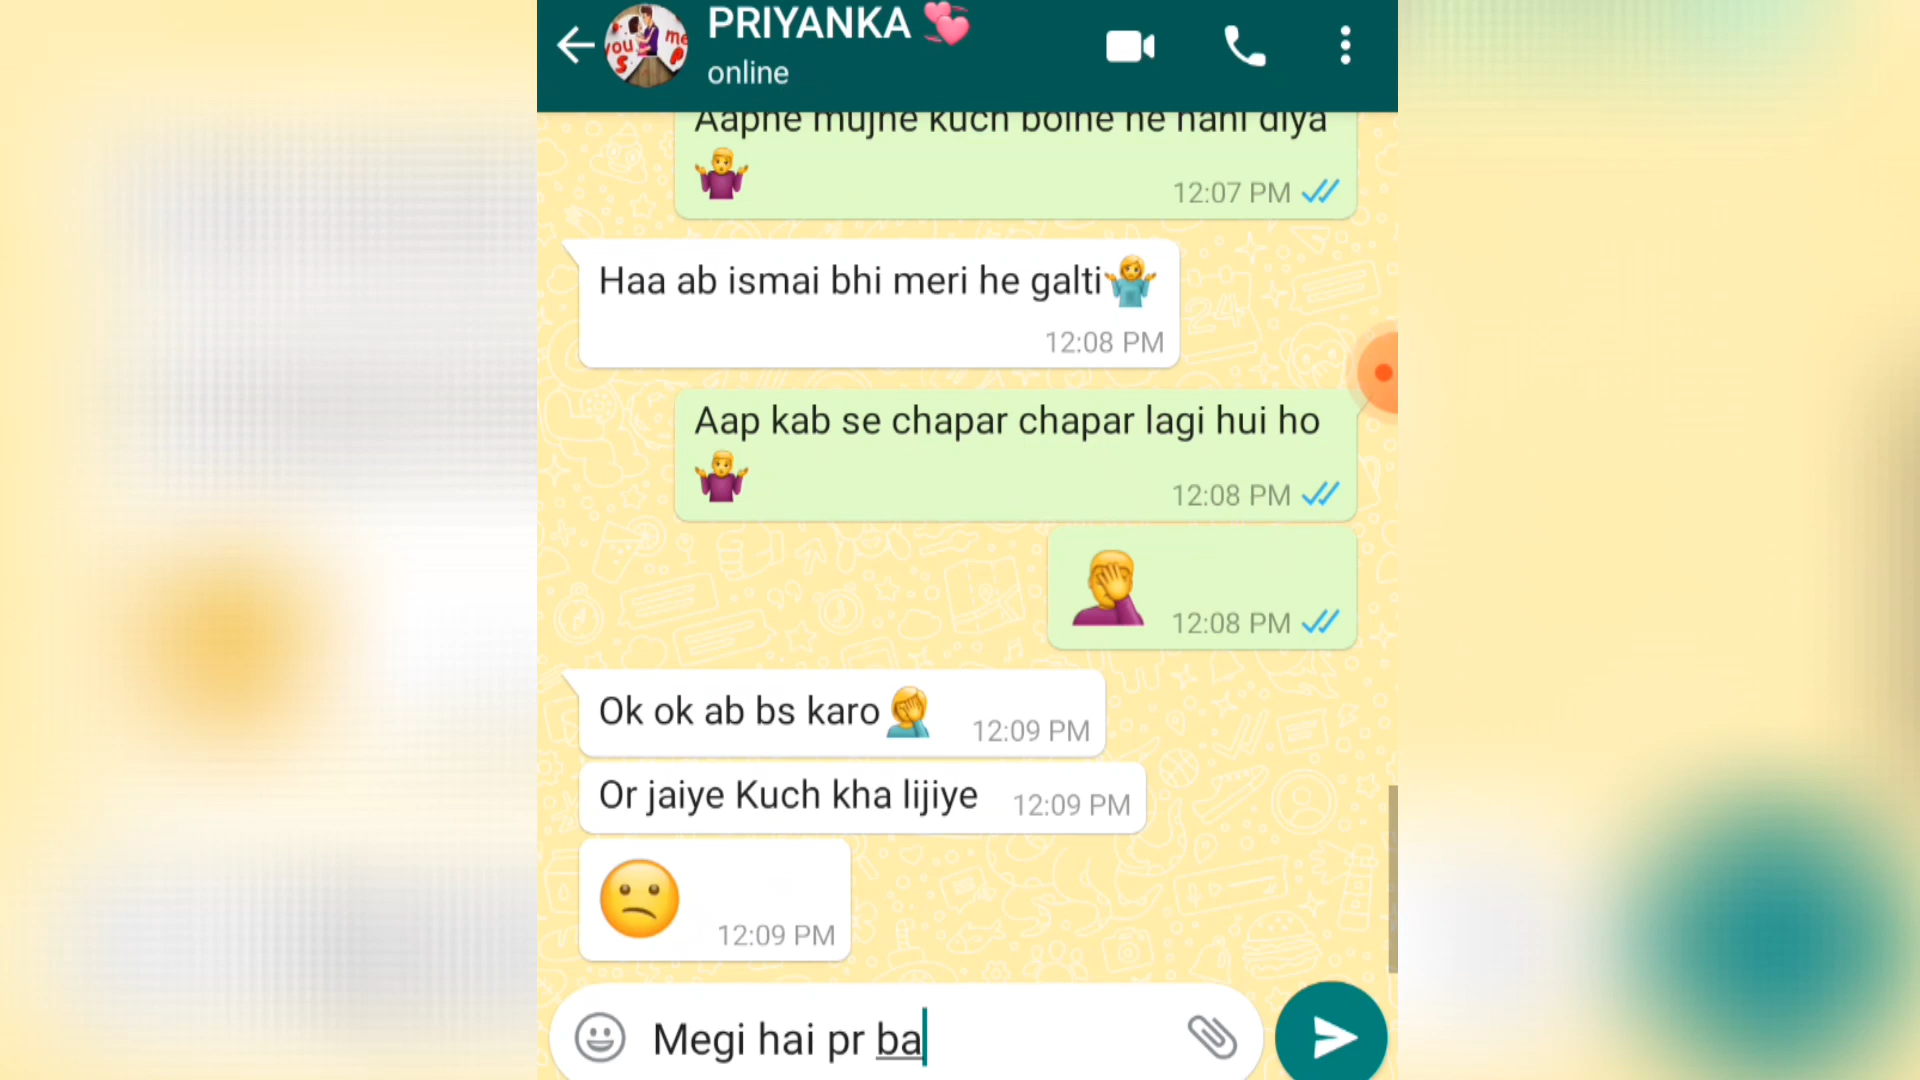 PRIYANKA
online
you me
S P
Aapne mujhe kuch bolne he nahi diya
12:07 PM
Haa ab ismai bhi meri he galti
12:08 PM
Aap kab se chapar chapar lagi hui ho
12:08 PM
12:08 PM
Ok ok ab bs karo
12:09 PM
Or jaiye Kuch kha lijiye
12:09 PM
12:09 PM
Megi hai pr ba